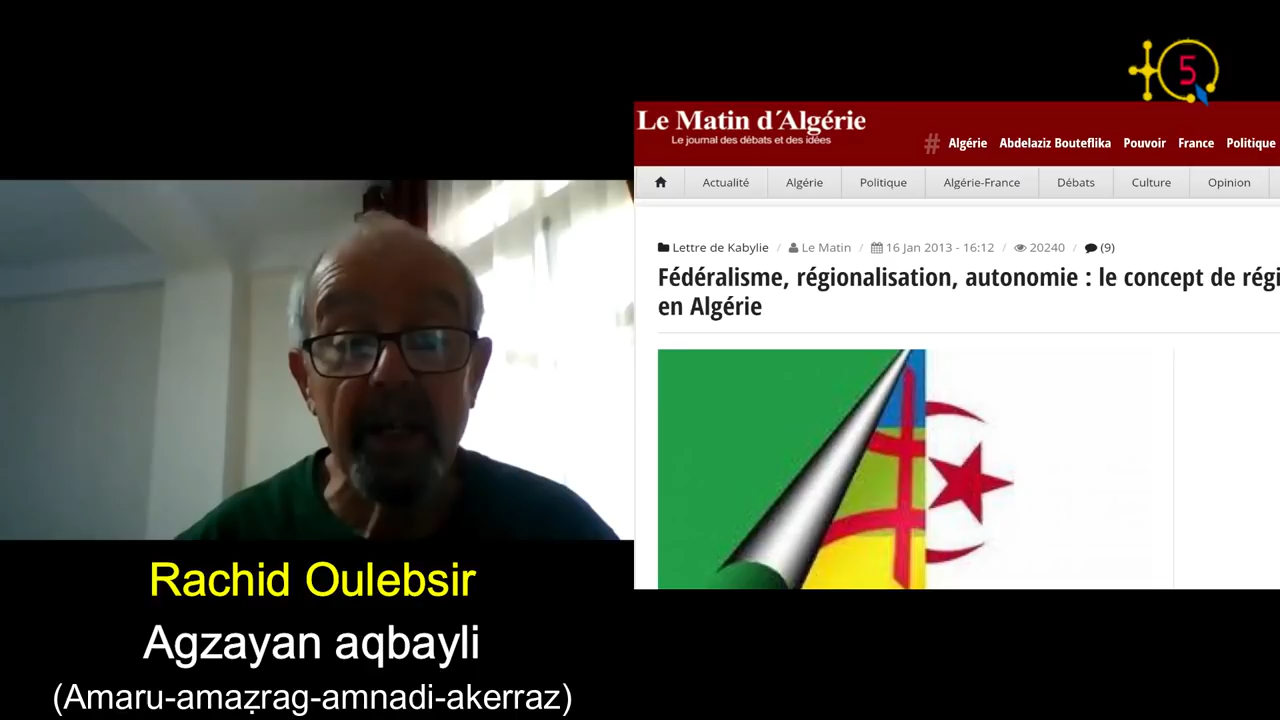 5
Le Matin d´Algérie
Le journal des débats et des idées
# Algérie Abdelaziz Bouteflika Pouvoir France Politique
Actualité Algérie Politique Algérie-France Débats Culture Opinion
Lettre de Kabylie / Le Matin / 16 Jan 2013 - 16:12 / 20240 / (9)
Fédéralisme, régionalisation, autonomie : le concept de régi
en Algérie
Rachid Oulebsir
Agzayan aqbayli
(Amaru-amaẓrag-amnadi-akerraz)